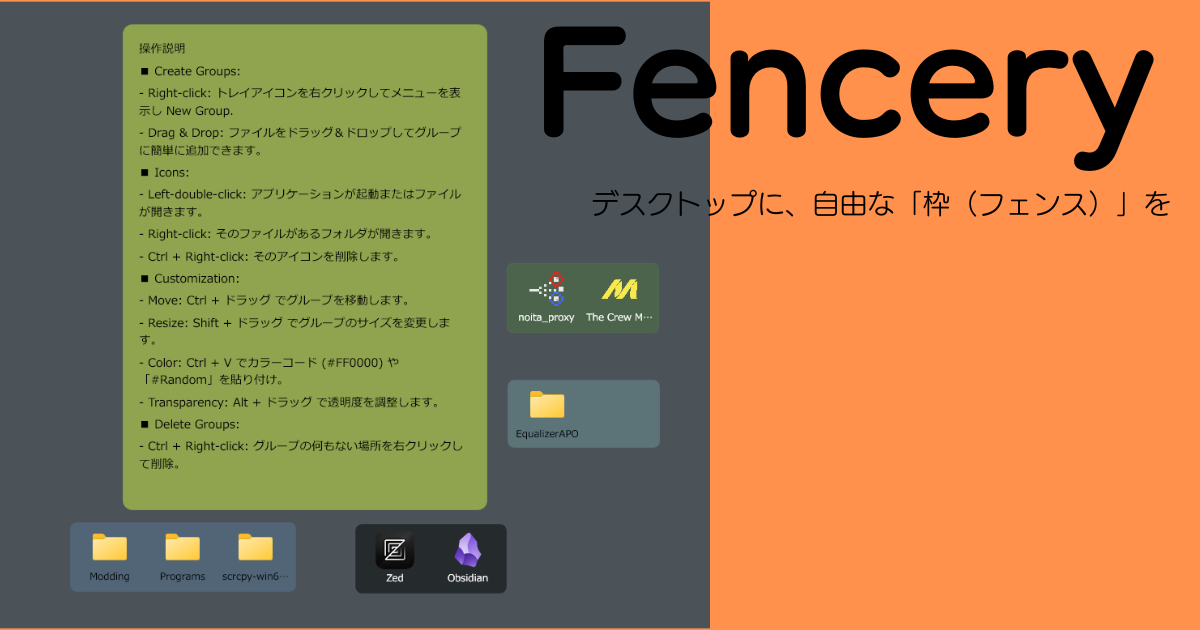 Fencery
デスクトップに、自由な「枠（フェンス）」を
操作説明
■ Create Groups:
- Right-click: トレイアイコンを右クリックしてメニューを表
示し New Group.
- Drag & Drop: ファイルをドラッグ＆ドロップしてグループ
に簡単に追加できます。
■ Icons:
- Left-double-click: アプリケーションが起動またはファイル
が開きます。
- Right-click: そのファイルがあるフォルダが開きます。
- Ctrl + Right-click: そのアイコンを削除します。
■ Customization:
- Move: Ctrl + ドラッグ でグループを移動します。
- Resize: Shift + ドラッグ でグループのサイズを変更しま
す。
- Color: Ctrl + V でカラーコード (#FF0000) や
「#Random」を貼り付け。
- Transparency: Alt + ドラッグ で透明度を調整します。
■ Delete Groups:
- Ctrl + Right-click: グループの何もない場所を右クリックし
て削除。
noita_proxy
The Crew M…
EqualizerAPO
Modding
Programs
scrcpy-win6…
Zed
Obsidian